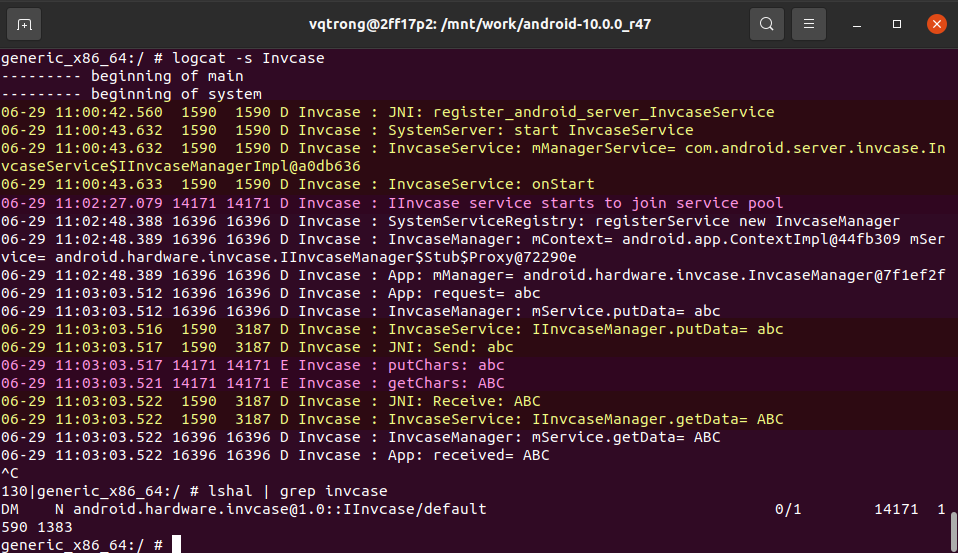 vqtrong@2ff17p2: /mnt/work/android-10.0.0_r47
generic_x86_64:/ # logcat -s Invcase
--------- beginning of main
--------- beginning of system
06-29 11:00:42.560  1590  1590 D Invcase : JNI: register_android_server_InvcaseService
06-29 11:00:43.632  1590  1590 D Invcase : SystemServer: start InvcaseService
06-29 11:00:43.632  1590  1590 D Invcase : InvcaseService: mManagerService= com.android.server.invcase.In
vcaseService$IInvcaseManagerImpl@a0db636
06-29 11:00:43.633  1590  1590 D Invcase : InvcaseService: onStart
06-29 11:02:27.079 14171 14171 D Invcase : IInvcase service starts to join service pool
06-29 11:02:48.388 16396 16396 D Invcase : SystemServiceRegistry: registerService new InvcaseManager
06-29 11:02:48.389 16396 16396 D Invcase : InvcaseManager: mContext= android.app.ContextImpl@44fb309 mSer
vice= android.hardware.invcase.IInvcaseManager$Stub$Proxy@72290e
06-29 11:02:48.389 16396 16396 D Invcase : App: mManager= android.hardware.invcase.InvcaseManager@7f1ef2f
06-29 11:03:03.512 16396 16396 D Invcase : App: request= abc
06-29 11:03:03.512 16396 16396 D Invcase : InvcaseManager: mService.putData= abc
06-29 11:03:03.516  1590  3187 D Invcase : InvcaseService: IInvcaseManager.putData= abc
06-29 11:03:03.517  1590  3187 D Invcase : JNI: Send: abc
06-29 11:03:03.517 14171 14171 E Invcase : putChars: abc
06-29 11:03:03.521 14171 14171 E Invcase : getChars: ABC
06-29 11:03:03.522  1590  3187 D Invcase : JNI: Receive: ABC
06-29 11:03:03.522  1590  3187 D Invcase : InvcaseService: IInvcaseManager.getData= ABC
06-29 11:03:03.522 16396 16396 D Invcase : InvcaseManager: mService.getData= ABC
06-29 11:03:03.522 16396 16396 D Invcase : App: received= ABC
^C
130|generic_x86_64:/ # lshal | grep invcase
DM    N android.hardware.invcase@1.0::IInvcase/default                                0/1        14171  1
590 1383
generic_x86_64:/ #